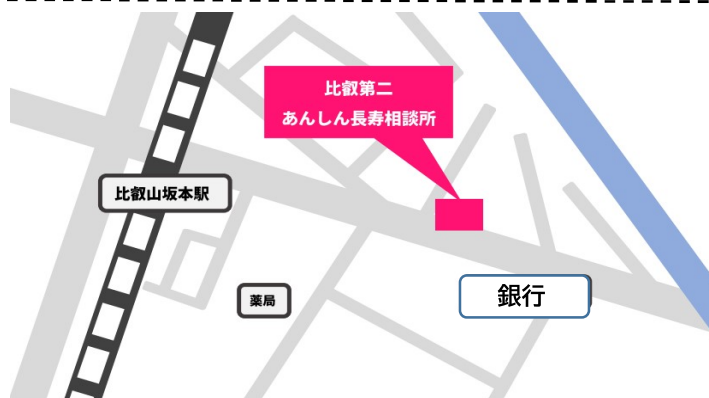 比叡第二
あんしん長寿相談所
比叡山坂本駅
薬局
銀行